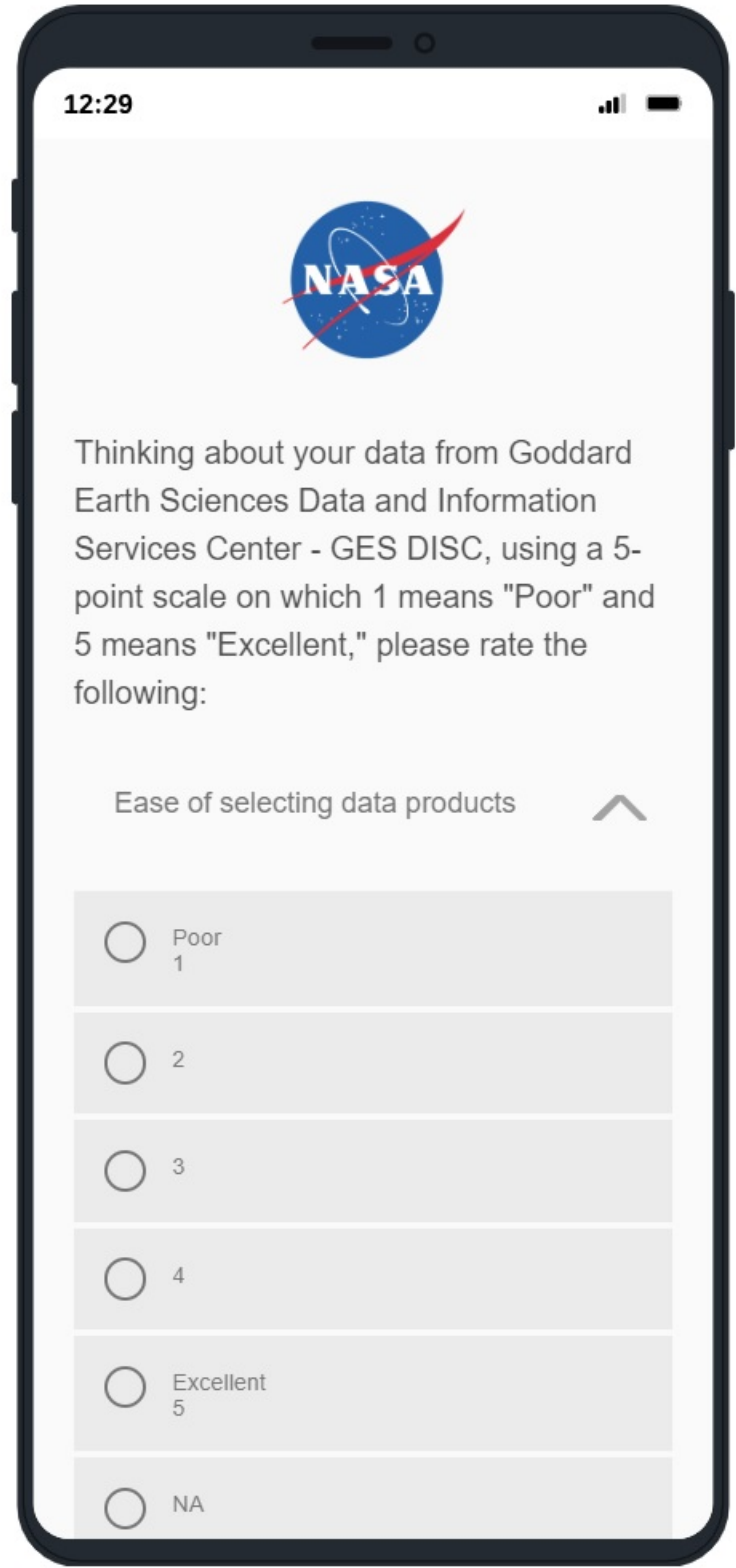 12:29
NASA
Thinking about your data from Goddard
Earth Sciences Data and Information
Services Center - GES DISC, using a 5-
point scale on which 1 means "Poor" and
5 means "Excellent," please rate the
following:
Ease of selecting data products
Poor
1
2
3
4
Excellent
5
NA